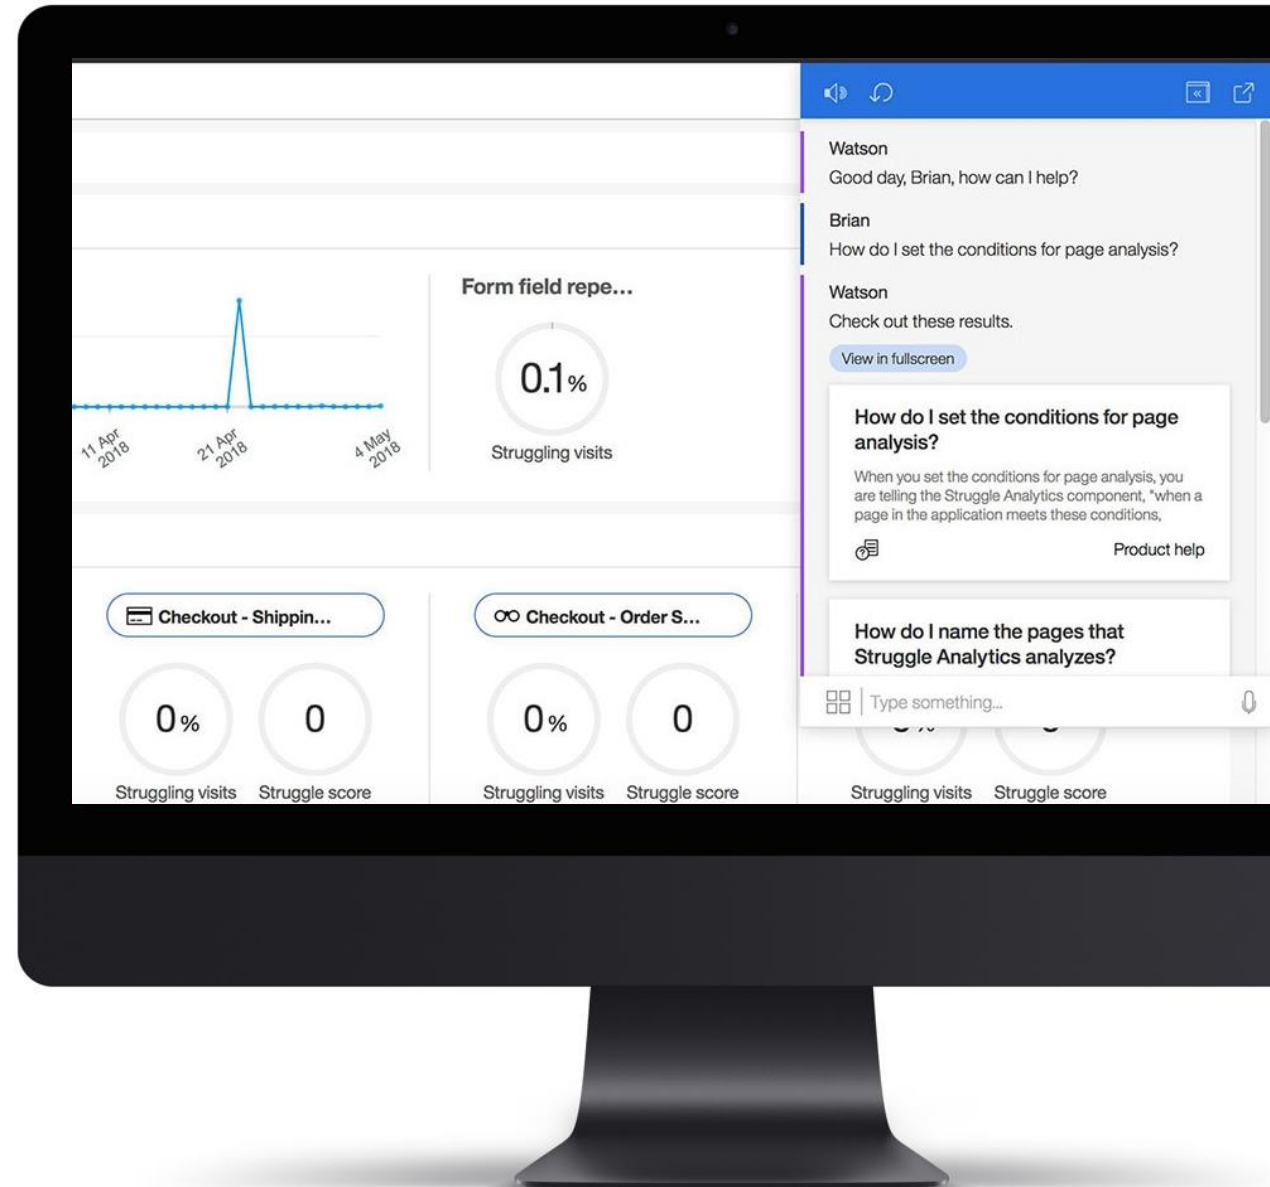 Watson
Good day, Brian, how can I help?
Brian
How do I set the conditions for page analysis?
Watson
Check out these results.
View in fullscreen
How do I set the conditions for page
analysis?
When you set the conditions for page analysis, you
are telling the Struggle Analytics component, "when a
page in the application meets these conditions,
Product help
How do I name the pages that
Struggle Analytics analyzes?
Type something...
Form field repe...
0.1%
Struggling visits
11 Apr
2018
21 Apr
2018
4 May
2018
Checkout - Shippin...
0%
0
Struggling visits
Struggle score
Checkout - Order S...
0%
0
Struggling visits
Struggle score
Struggling visits
Struggle score